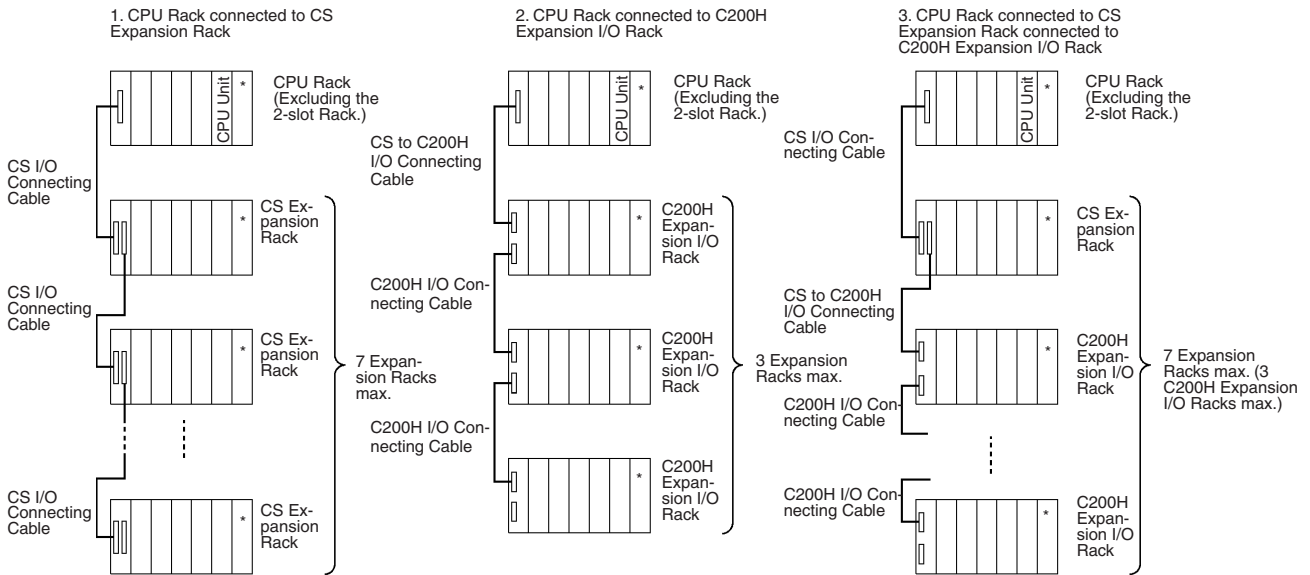 1. CPU Rack connected to CS
Expansion Rack
CPU Unit
*
CPU Rack
(Excluding the
2-slot Rack.)
CS I/O
Connecting
Cable
*
CS Ex-
pansion
Rack
CS I/O
Connecting
Cable
*
CS Ex-
pansion
Rack
7 Expan-
sion Racks
max.
CS I/O
Connecting
Cable
*
CS Ex-
pansion
Rack
2. CPU Rack connected to C200H
Expansion I/O Rack
CPU Unit
*
CPU Rack
(Excluding the
2-slot Rack.)
CS to C200H
I/O Connecting
Cable
*
C200H
Expan-
sion I/O
Rack
C200H I/O Con-
necting Cable
*
C200H
Expan-
sion I/O
Rack
3 Expansion
Racks max.
C200H I/O Con-
necting Cable
*
C200H
Expan-
sion I/O
Rack
3. CPU Rack connected to CS
Expansion Rack connected to
C200H Expansion I/O Rack
CPU Unit
*
CPU Rack
(Excluding the
2-slot Rack.)
CS I/O Con-
necting Cable
*
CS Ex-
pansion
Rack
CS to C200H
I/O Connecting
Cable
*
C200H
Expan-
sion I/O
Rack
7 Expansion
Racks max. (3
C200H Expansion
I/O Racks max.)
C200H I/O Con-
necting Cable
C200H I/O Con-
necting Cable
*
C200H
Expan-
sion I/O
Rack